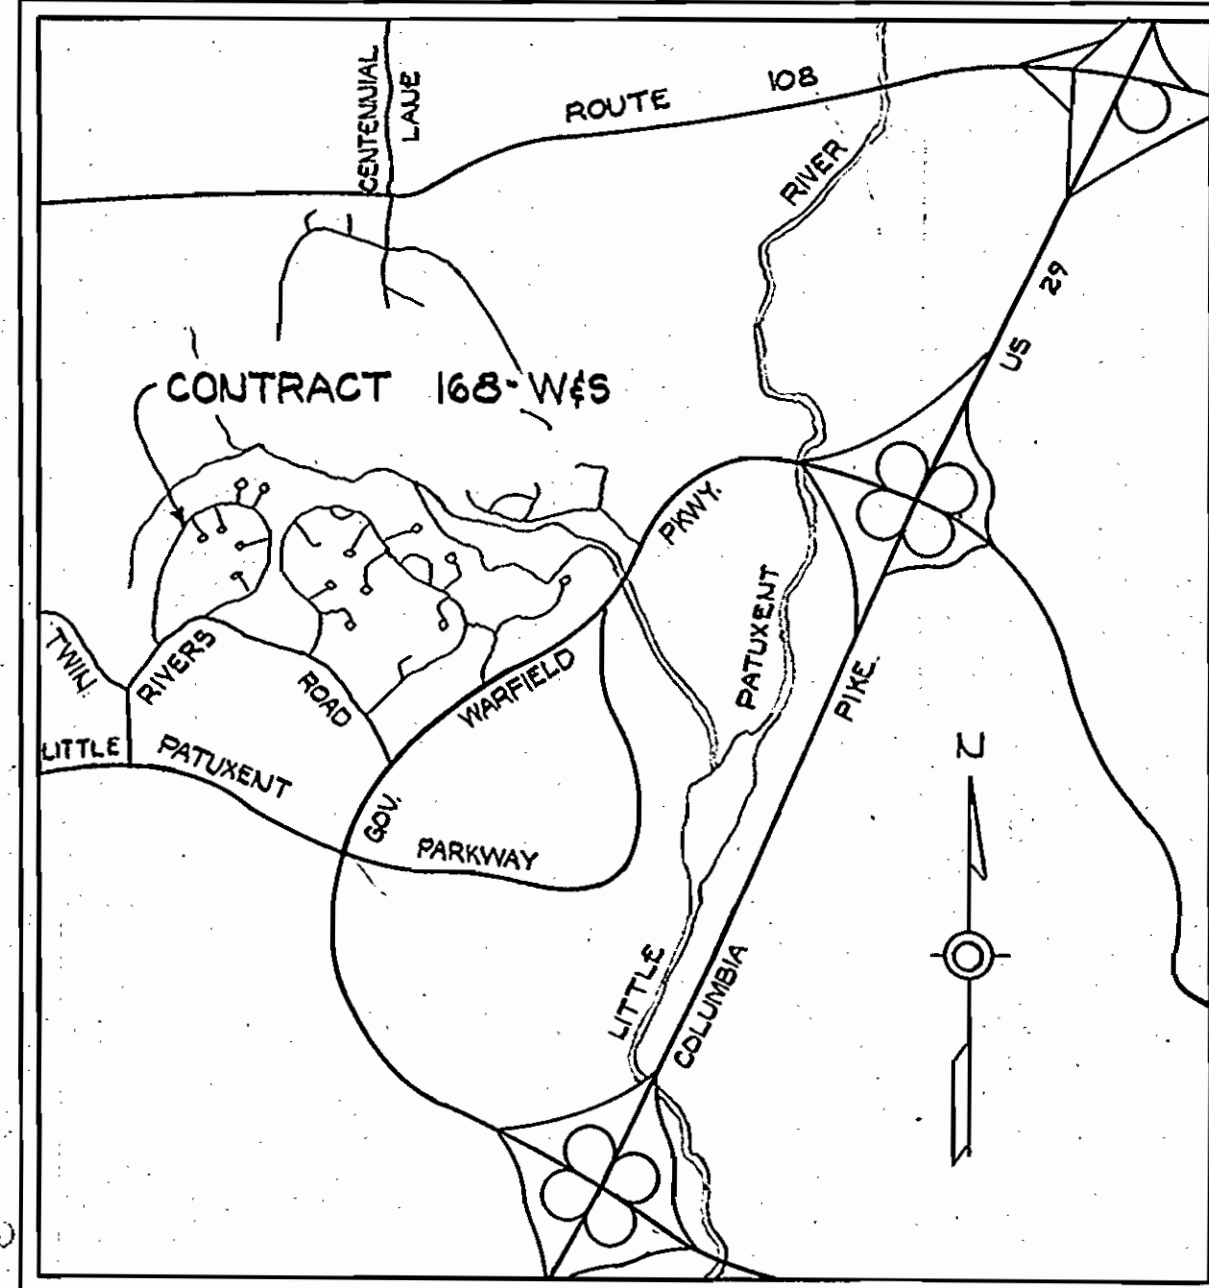 CENTENNIAL
LANE
ROUTE 108
RIVER
US 29
CONTRACT 168-W&S
PKWY.
PATUXENT
TWIN
RIVERS
ROAD
WARFIELD
PIKE.
LITTLE
PATUXENT
N
GOV.
PARKWAY
LITTLE
COLUMBIA